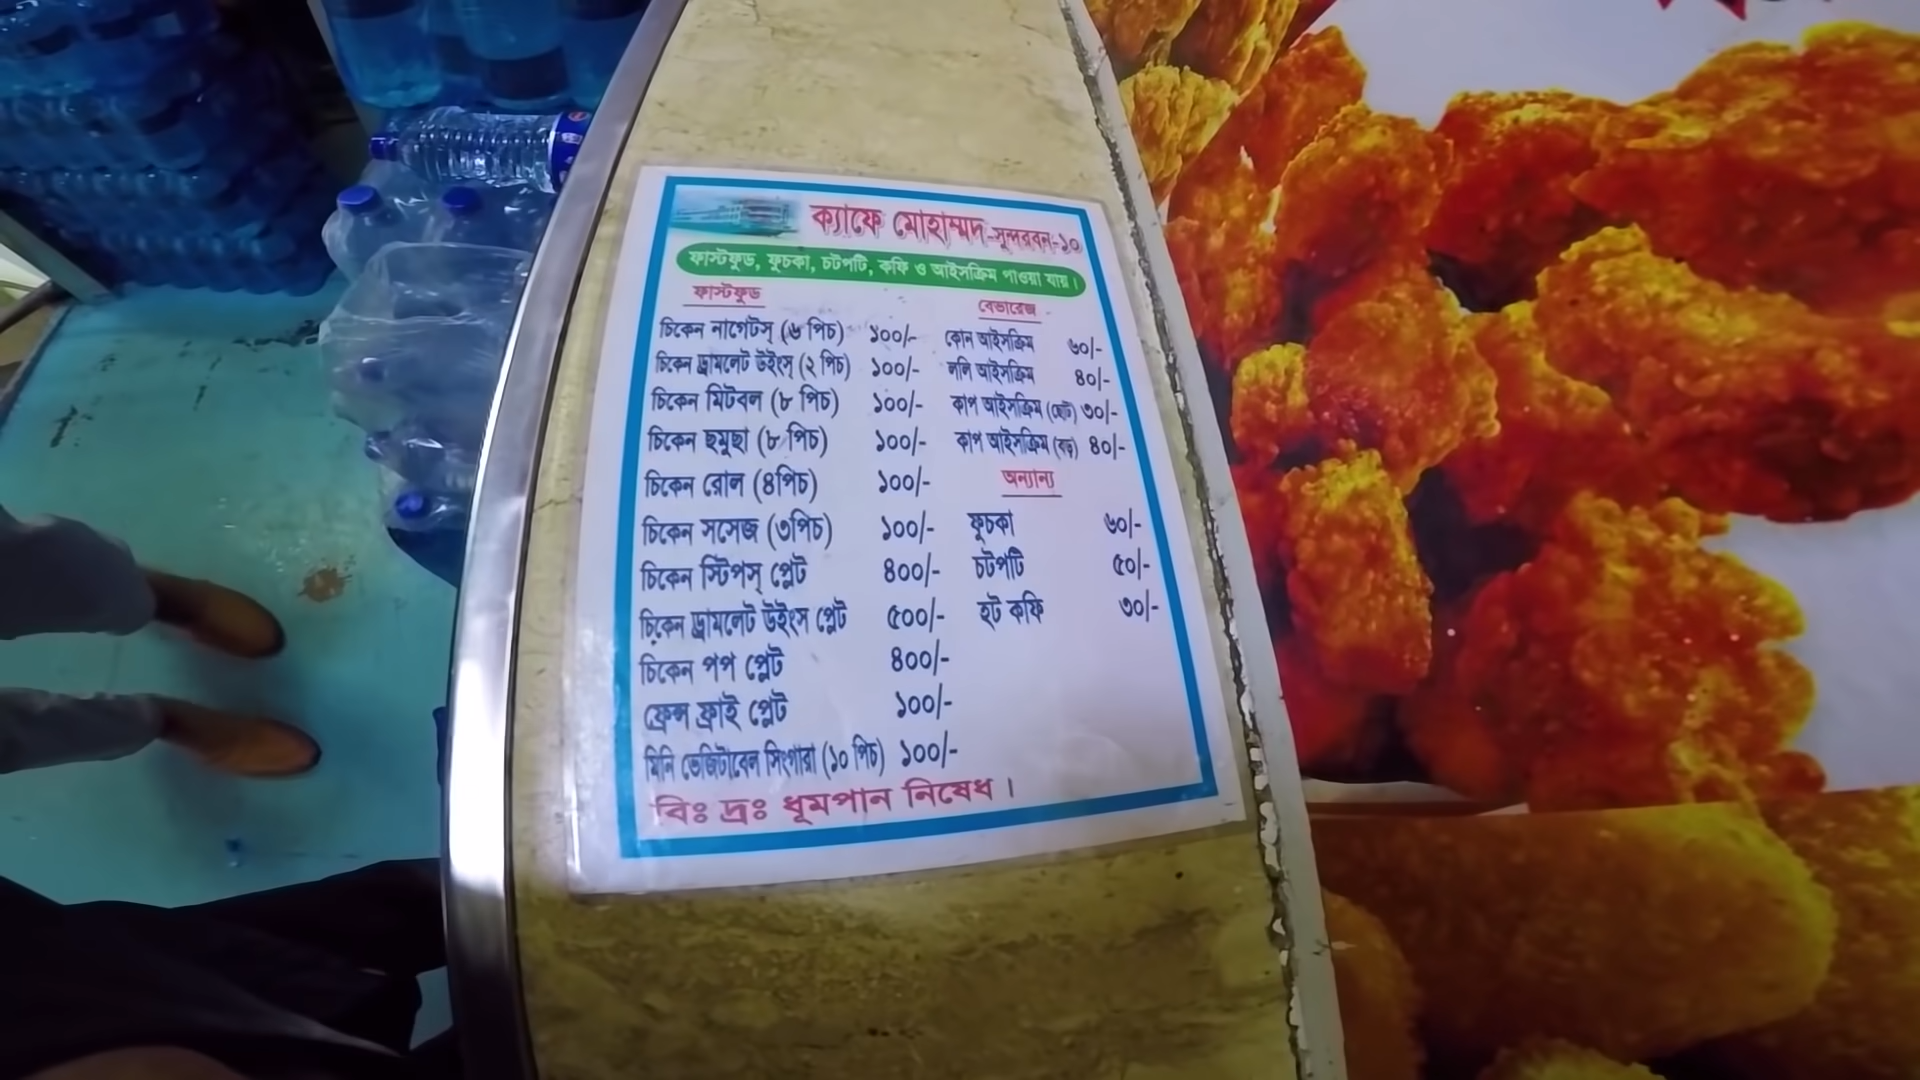 ক্যাফে মোহাম্মদ-সুন্দরবন-১০
ফাস্টফুড, ফুচকা, চটপটি, কফি ও আইসক্রিম পাওয়া যায়।
ফাস্টফুড
চিকেন নাগেটস্ (৬ পিচ) ১০০/-
চিকেন ড্রামলেট উইংস্ (২ পিচ) ১০০/-
চিকেন মিটবল (৮ পিচ) ১০০/-
চিকেন ছমুছা (৮ পিচ) ১০০/-
চিকেন রোল (৪পিচ) ১০০/-
চিকেন সসেজ (৩পিচ) ১০০/-
চিকেন স্টিপস্ প্লেট ৪০০/-
চিকেন ড্রামলেট উইংস প্লেট ৫০০/-
চিকেন পপ প্লেট ৪০০/-
ফ্রেন্স ফ্রাই প্লেট ১০০/-
মিনি ভেজিটাবেল সিংগারা (১০ পিচ) ১০০/-
বেভারেজ
কোন আইসক্রিম ৬০/-
ললি আইসক্রিম ৪০/-
কাপ আইসক্রিম (ছোট) ৩০/-
কাপ আইসক্রিম (বড়) ৪০/-
অন্যান্য
ফুচকা ৬০/-
চটপটি ৫০/-
হট কফি ৩০/-
বিঃ দ্রঃ ধূমপান নিষেধ।